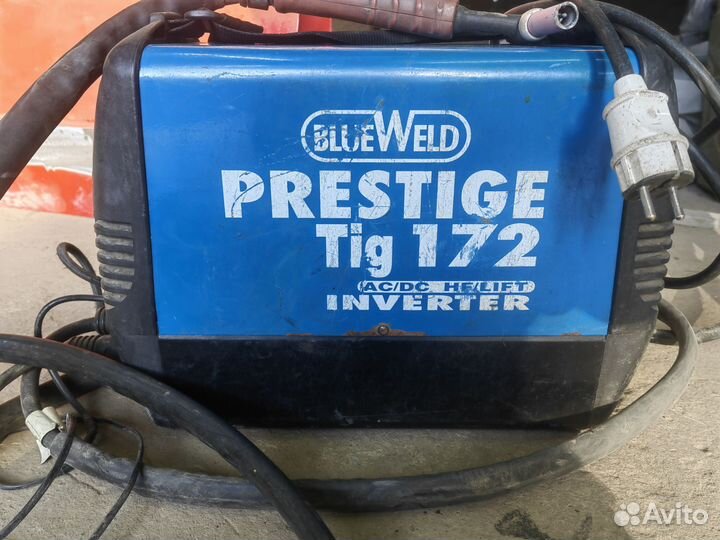 BLUEWELD
PRESTIGE
Tig 172
AC/DC HF/LIFT
INVERTER
Avito